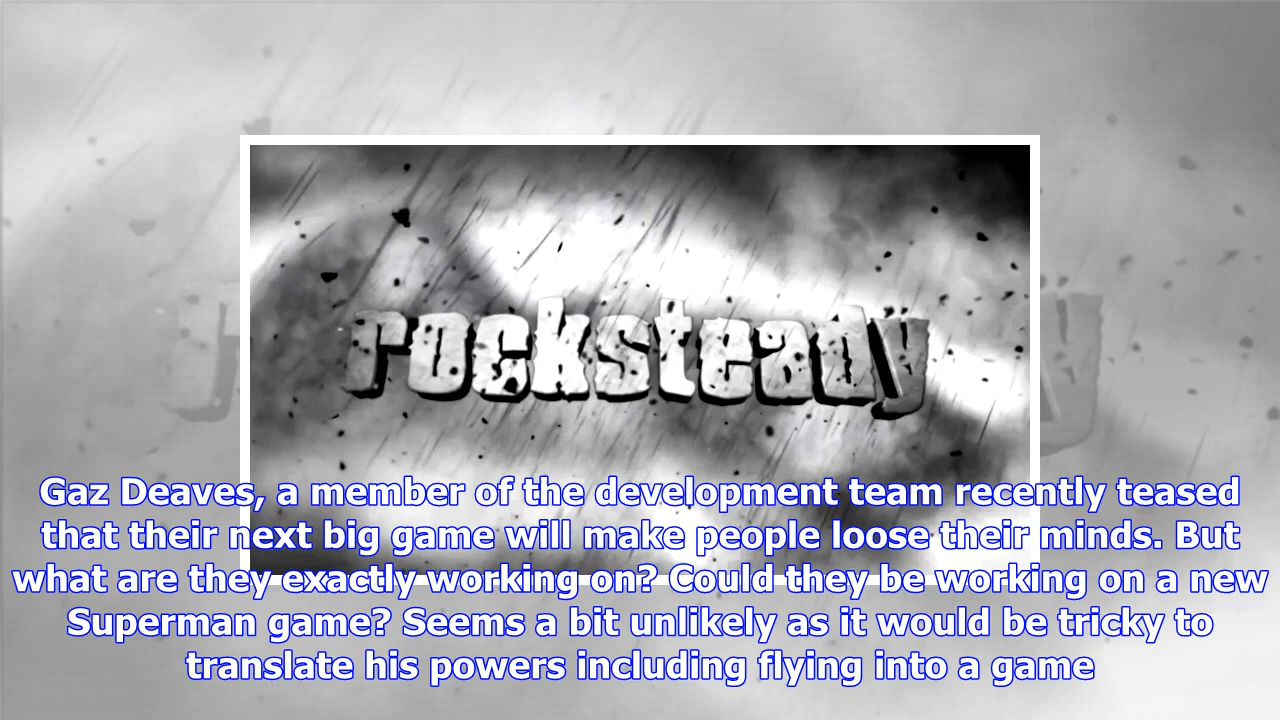 rocksteady
Gaz Deaves, a member of the development team recently teased
that their next big game will make people loose their minds. But
what are they exactly working on? Could they be working on a new
Superman game? Seems a bit unlikely as it would be tricky to
translate his powers including flying into a game